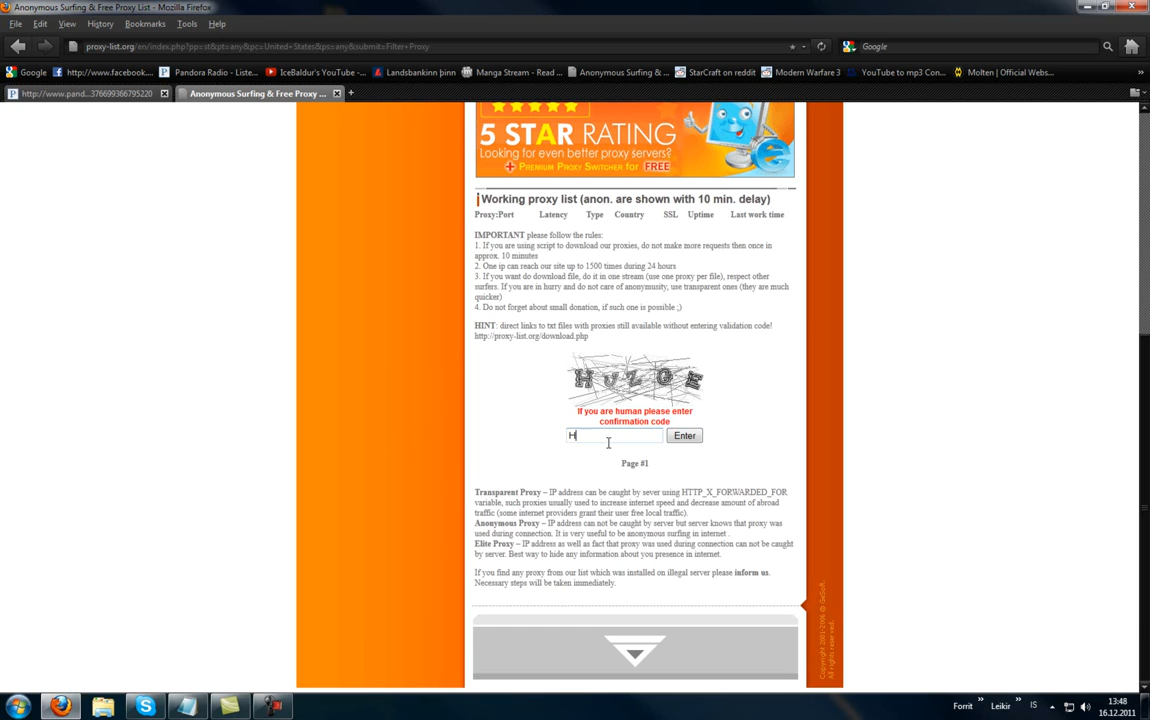 Anonymous Surfing & Free Proxy List - Mozilla Firefox
File Edit View History Bookmarks Tools Help
proxy-list.org/en/index.php?pp=st&pt=any&pc=United+States&ps=any&submit=Filter+Proxy
Google
Google http://www.facebook.... Pandora Radio - Liste... IceBaldur's YouTube -... Landsbankinn þinn Manga Stream - Read ... Anonymous Surfing & ... StarCraft on reddit Modern Warfare 3 YouTube to mp3 Con... Molten | Official Webs... »
http://www.pand...376699366795220 Anonymous Surfing & Free Proxy ...
5 STAR RATING
Looking for even better proxy servers?
+ Premium Proxy Switcher for FREE
Working proxy list (anon. are shown with 10 min. delay)
Proxy:Port Latency Type Country SSL Uptime Last work time
IMPORTANT please follow the rules:
1. If you are using script to download our proxies, do not make more requests then once in
approx. 10 minutes
2. One ip can reach our site up to 1500 times during 24 hours
3. If you want do download file, do it in one stream (use one proxy per file), respect other
surfers. If you are in hurry and do not care of anonymusity, use transparent ones (they are much
quicker)
4. Do not forget about small donation, if such one is possible ;)
HINT: direct links to txt files with proxies still available without entering validation code!
http://proxy-list.org/download.php
HUZGE
If you are human please enter
confirmation code
H Enter
Page #1
Transparent Proxy – IP address can be caught by sever using HTTP_X_FORWARDED_FOR
variable, such proxies usually used to increase internet speed and decrease amount of abroad
traffic (some internet providers grant their user free local traffic).
Anonymous Proxy – IP address can not be caught by server but server knows that proxy was
used during connection. It is very useful to be anonymous surfing in internet .
Elite Proxy – IP address as well as fact that proxy was used during connection can not be caught
by server. Best way to hide any information about you presence in internet.
If you find any proxy from our list which was installed on illegal server please inform us.
Necessary steps will be taken immediately.
Copyright 2001-2006 @ GeSoft.
All rights reserved.
Forrit » Leikir » IS 13:48
16.12.2011